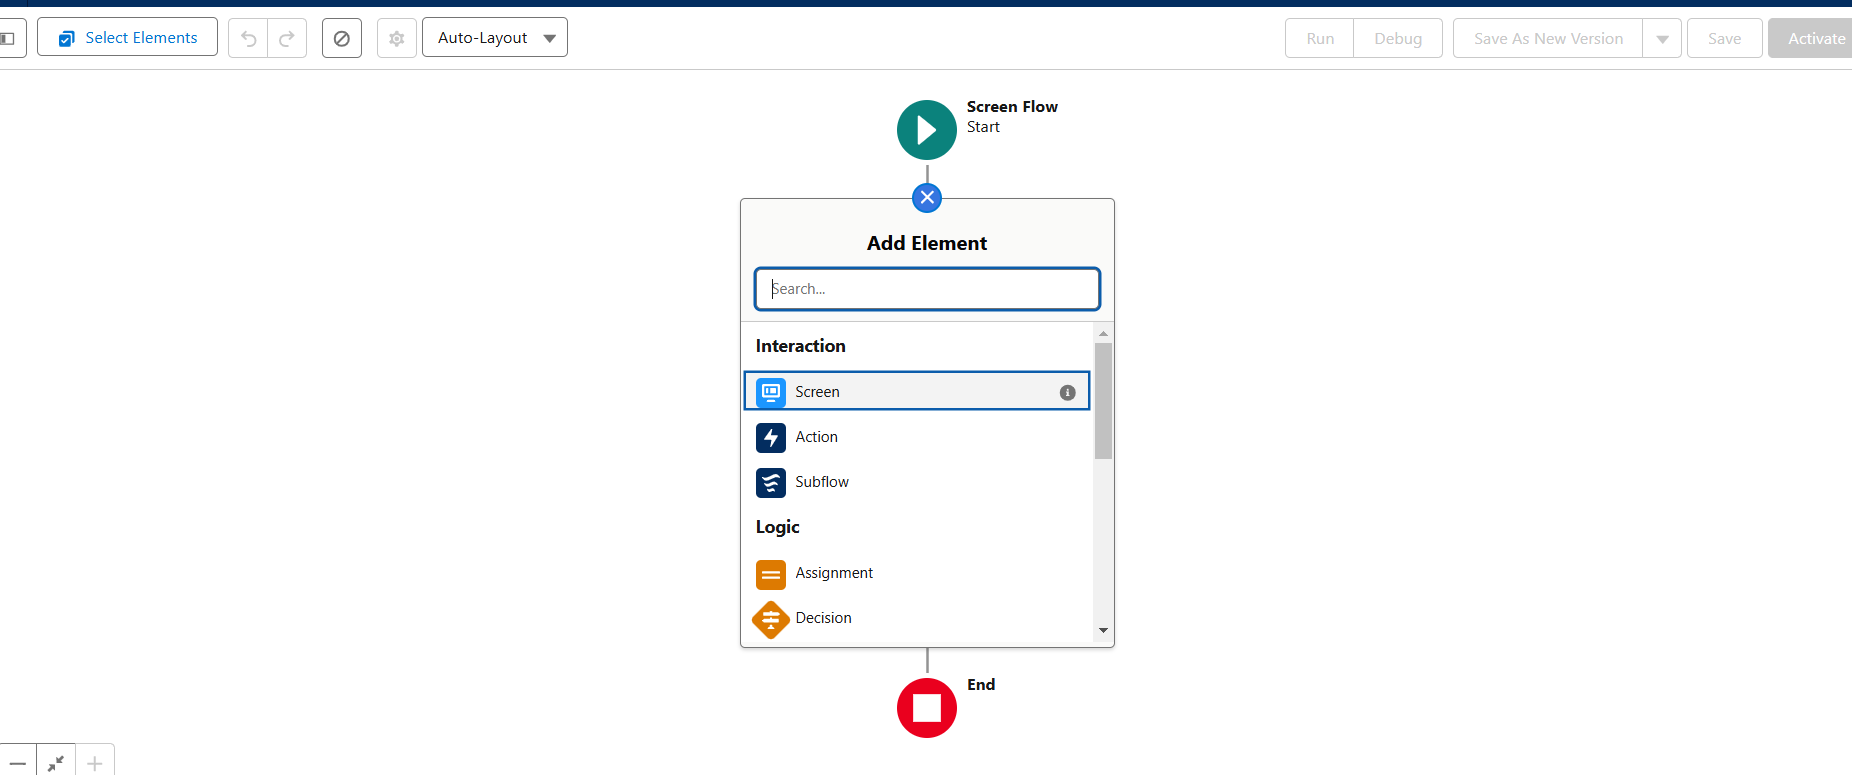 Select Elements
Auto-Layout
Run
Debug
Save As New Version
Save
Activate
Screen Flow
Start
Add Element
Search...
Interaction
Screen
Action
Subflow
Logic
Assignment
Decision
End